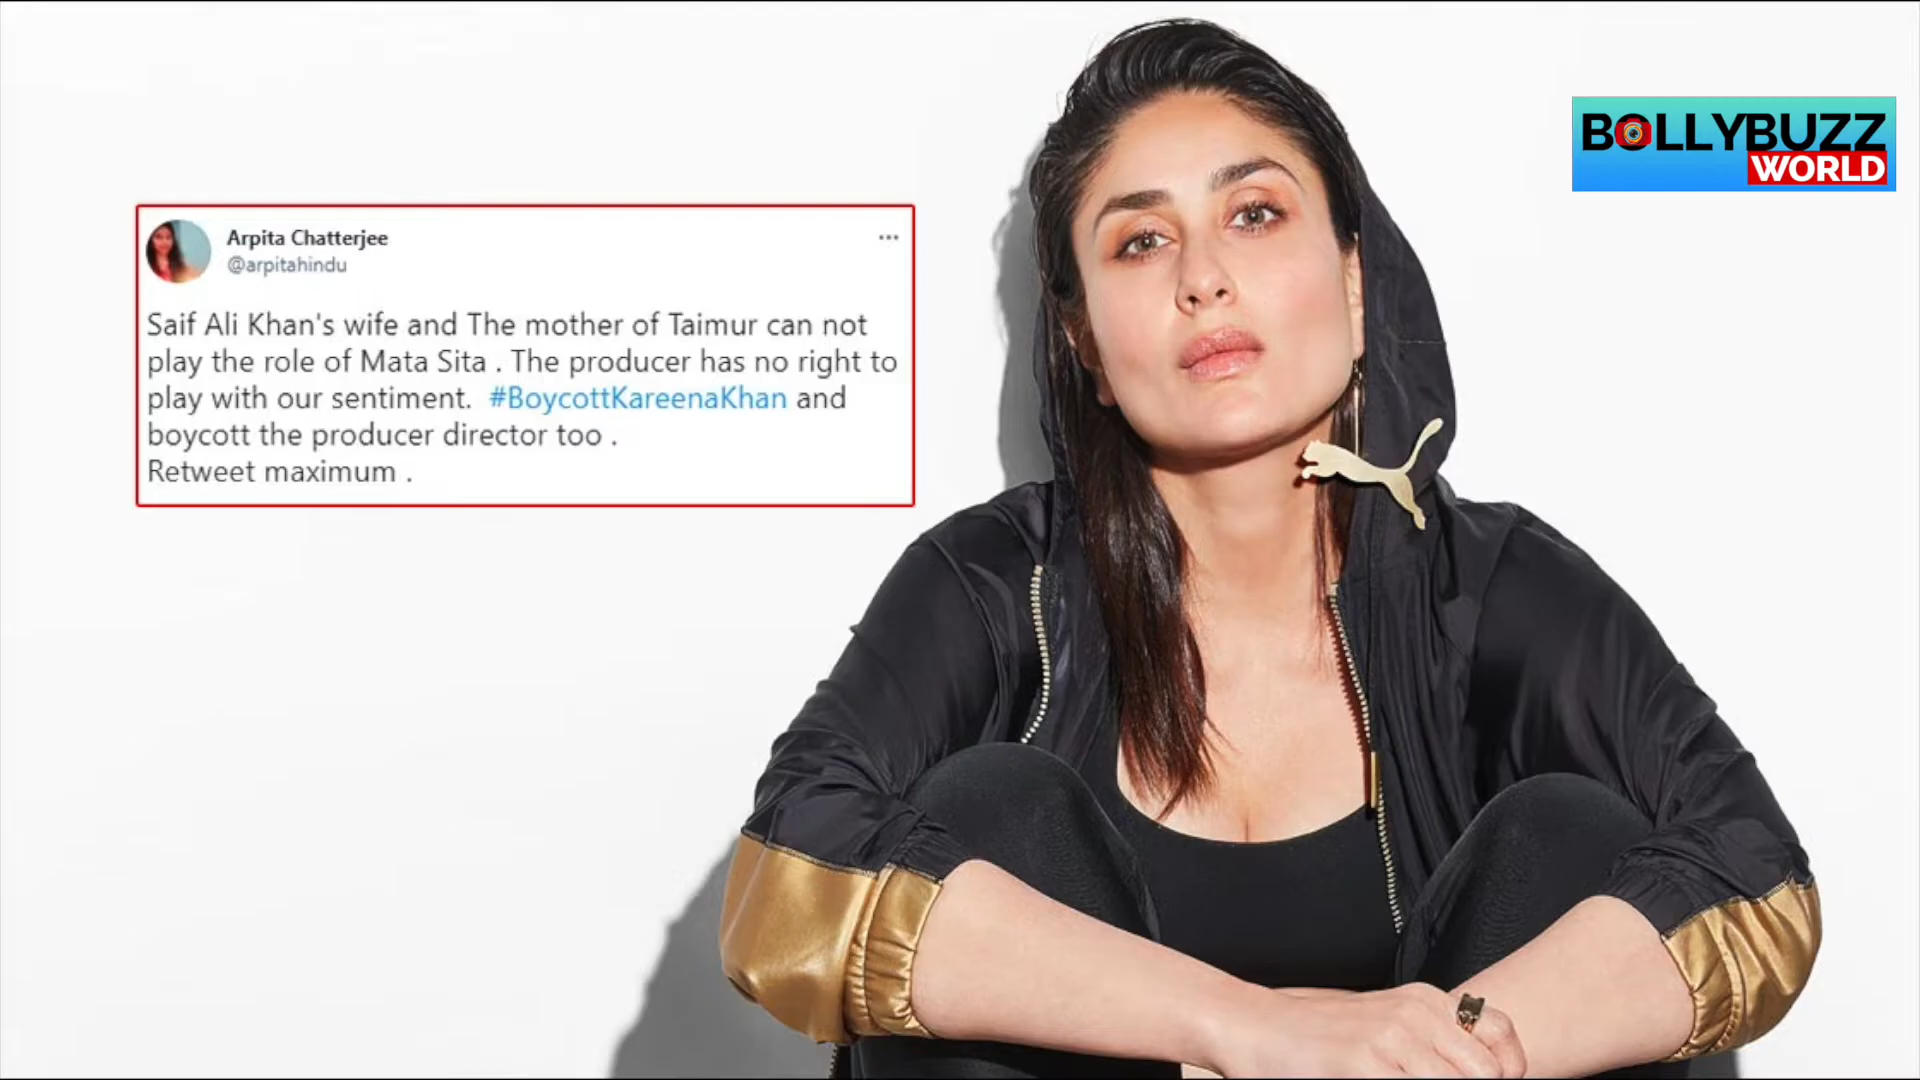 BOLLYBUZZ
WORLD
Arpita Chatterjee
@arpitahindu
Saif Ali Khan's wife and The mother of Taimur can not
play the role of Mata Sita . The producer has no right to
play with our sentiment. #BoycottKareenaKhan and
boycott the producer director too .
Retweet maximum .